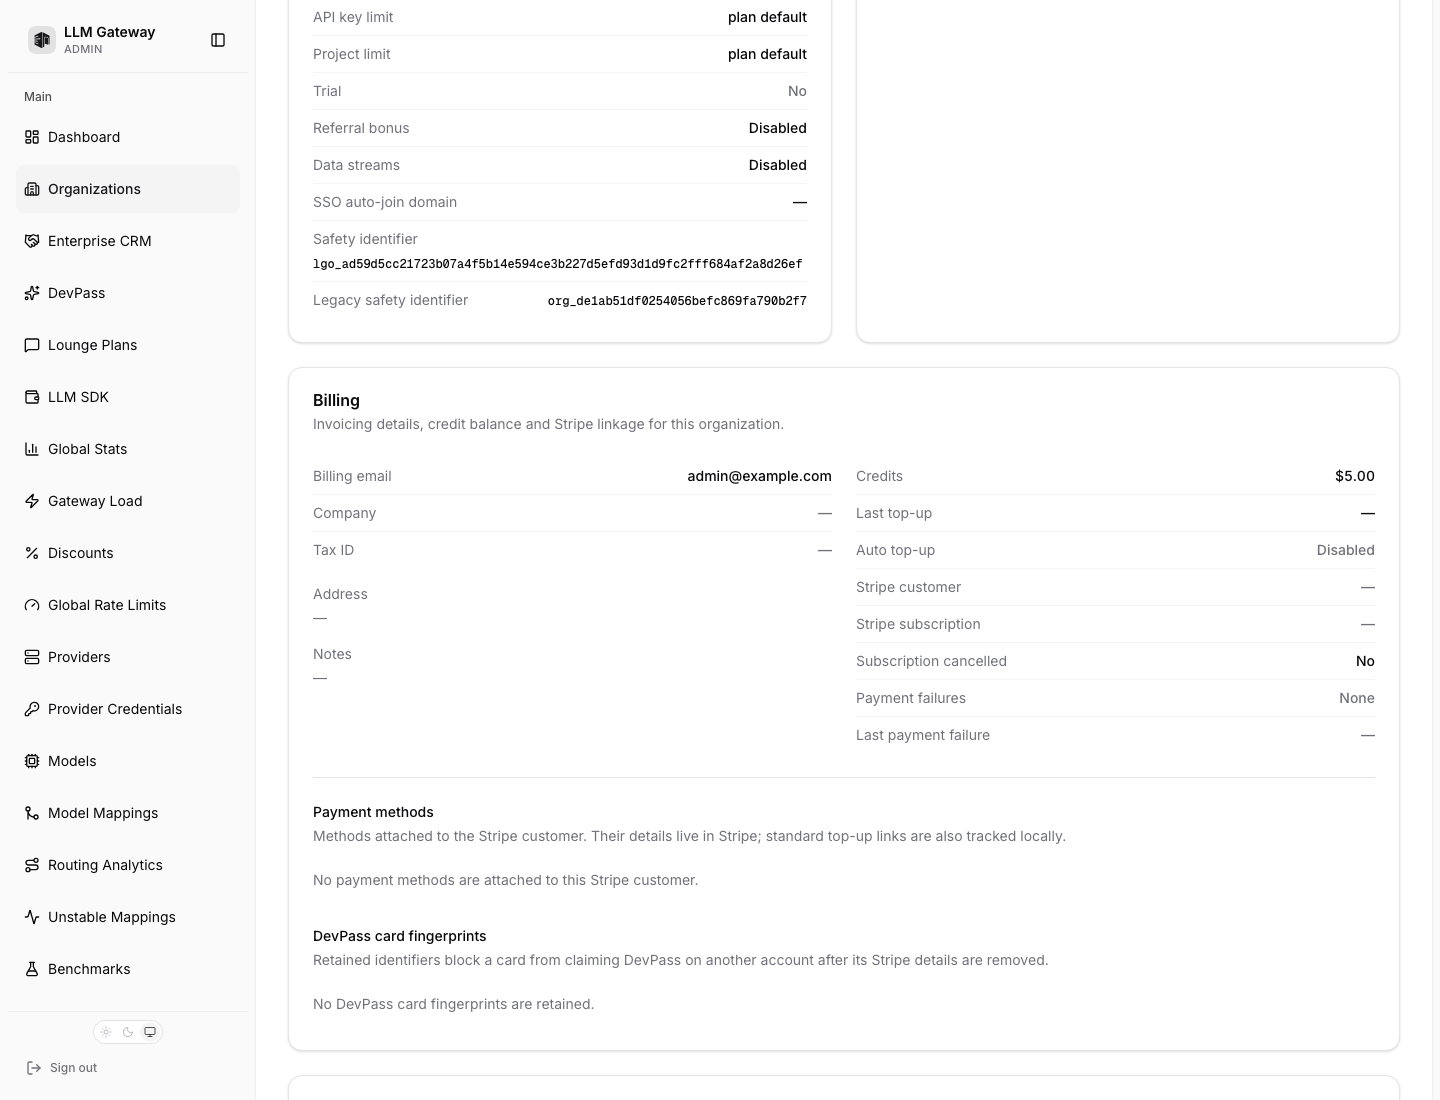 LLM Gateway
ADMIN
Main
Dashboard
Organizations
Enterprise CRM
DevPass
Lounge Plans
LLM SDK
Global Stats
Gateway Load
Discounts
Global Rate Limits
Providers
Provider Credentials
Models
Model Mappings
Routing Analytics
Unstable Mappings
Benchmarks
Sign out
API key limit plan default
Project limit plan default
Trial No
Referral bonus Disabled
Data streams Disabled
SSO auto-join domain —
Safety identifier
lgo_ad59d5cc21723b07a4f5b14e594ce3b227d5efd93d1d9fc2fff684af2a8d26ef
Legacy safety identifier org_de1ab51df0254056befc869fa790b2f7
Billing
Invoicing details, credit balance and Stripe linkage for this organization.
Billing email admin@example.com
Company —
Tax ID —
Address
—
Notes
—
Credits $5.00
Last top-up —
Auto top-up Disabled
Stripe customer —
Stripe subscription —
Subscription cancelled No
Payment failures None
Last payment failure —
Payment methods
Methods attached to the Stripe customer. Their details live in Stripe; standard top-up links are also tracked locally.
No payment methods are attached to this Stripe customer.
DevPass card fingerprints
Retained identifiers block a card from claiming DevPass on another account after its Stripe details are removed.
No DevPass card fingerprints are retained.